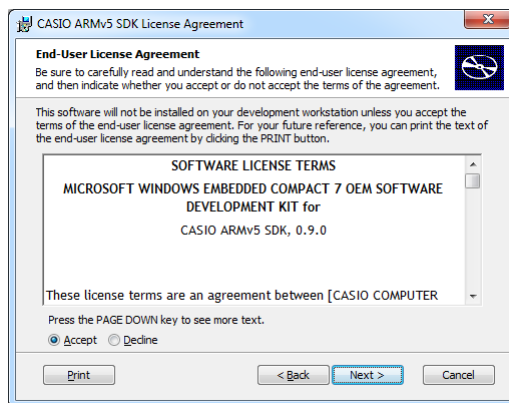 CASIO ARMv5 SDK License Agreement
End-User License Agreement
Be sure to carefully read and understand the following end-user license agreement,
and then indicate whether you accept or do not accept the terms of the agreement.
This software will not be installed on your development workstation unless you accept the
terms of the end-user license agreement. For your future reference, you can print the text of
the end-user license agreement by clicking the PRINT button.
SOFTWARE LICENSE TERMS
MICROSOFT WINDOWS EMBEDDED COMPACT 7 OEM SOFTWARE
DEVELOPMENT KIT for
CASIO ARMv5 SDK, 0.9.0
These license terms are an agreement between [CASIO COMPUTER
Press the PAGE DOWN key to see more text.
Accept Decline
Print < Back Next > Cancel